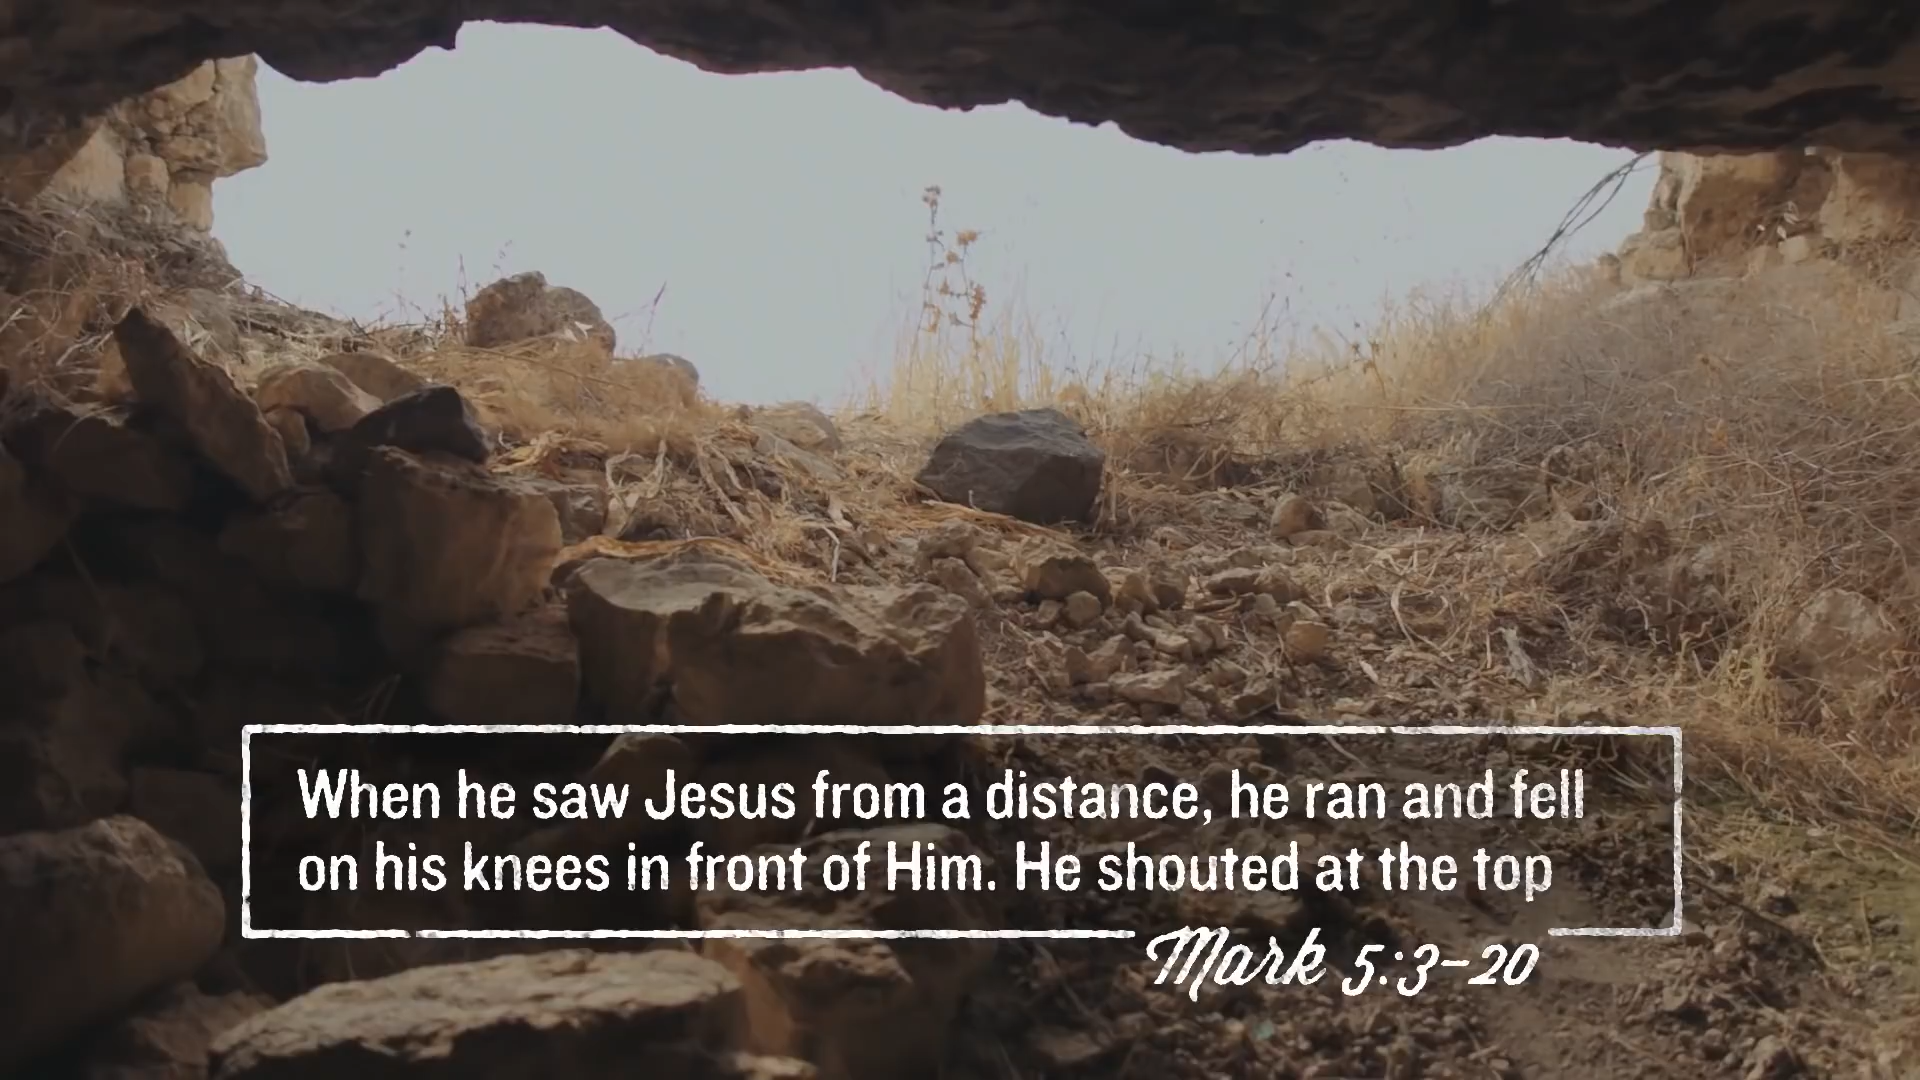 When he saw Jesus from a distance, he ran and fell
on his knees in front of Him. He shouted at the top
Mark 5:3-20